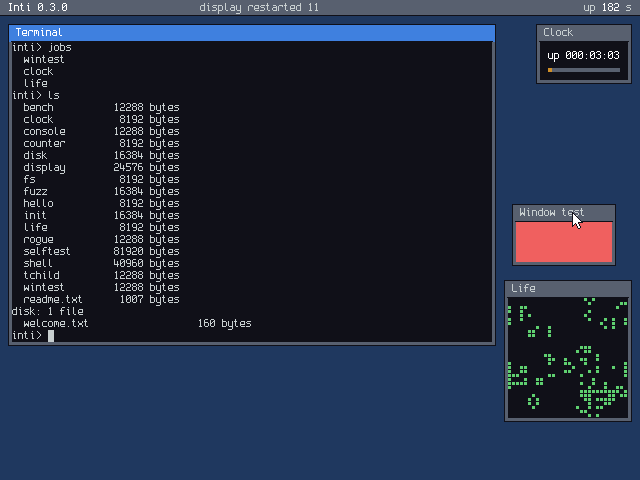 Inti 0.3.0 display restarted 11 up 182 s
Terminal
Clock
inti> jobs
wintest
clock
life
inti> ls
bench 12288 bytes
clock 8192 bytes
console 12288 bytes
counter 8192 bytes
disk 16384 bytes
display 24576 bytes
fs 8192 bytes
fuzz 16384 bytes
hello 8192 bytes
init 16384 bytes
life 8192 bytes
rogue 12288 bytes
selftest 81920 bytes
shell 40960 bytes
tchild 12288 bytes
wintest 12288 bytes
readme.txt 1007 bytes
disk: 1 file
welcome.txt 160 bytes
inti>
up 000:03:03
Window test
Life